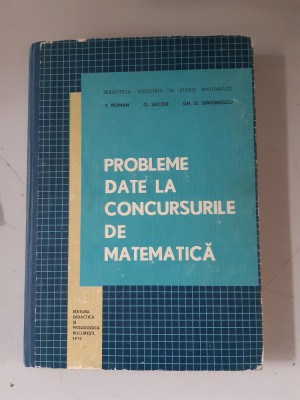 BIBLIOTECA SOCIETĂȚII DE ȘTIINȚE MATEMATICE
T. ROMAN O. SACTER GH. D. SIMIONESCU
PROBLEME
DATE LA
CONCURSURILE
DE
MATEMATICĂ
EDITURA
DIDACTICĂ
ȘI
PEDAGOGICĂ
BUCUREȘTI,